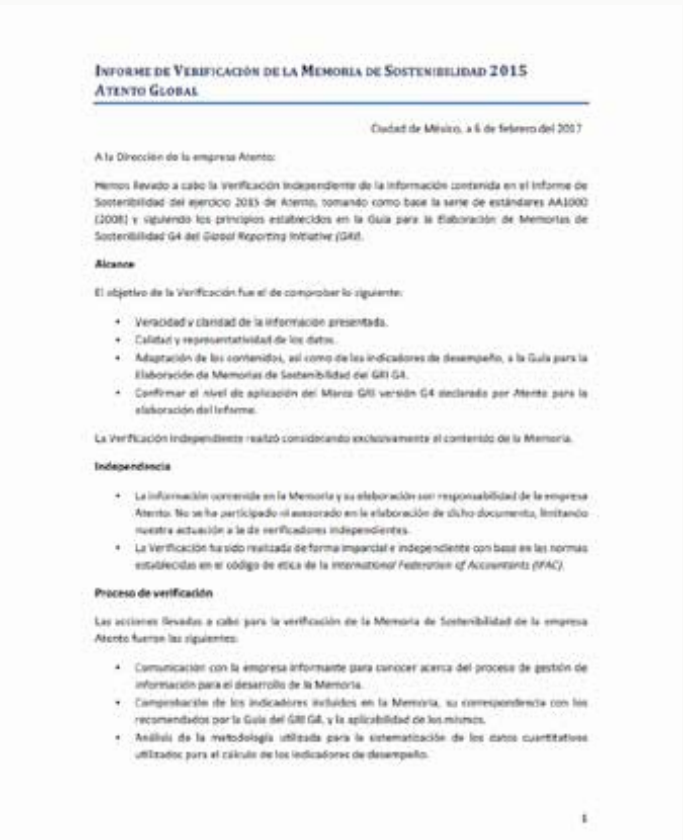 INFORME DE VERIFICACIÓN DE LA MEMORIA DE SOSTENIBILIDAD 2015
ATENTO GLOBAL
Ciudad de México, a 6 de febrero del 2017
A la Dirección de la empresa Atento:
Hemos llevado a cabo la Verificación Independiente de la información contenida en el Informe de
Sostenibilidad del ejercicio 2015 de Atento, tomando como base la serie de estándares AA1000
(2008) y siguiendo los principios establecidos en la Guía para la Elaboración de Memorias de
Sostenibilidad G4 del Global Reporting Initiative (GRI).
Alcance
El objetivo de la Verificación fue el de comprobar lo siguiente:
• Veracidad y claridad de la información presentada.
• Calidad y representatividad de los datos.
• Adaptación de los contenidos, así como de los indicadores de desempeño, a la Guía para la
Elaboración de Memorias de Sostenibilidad del GRI G4.
• Confirmar el nivel de aplicación del Marco GRI versión G4 declarado por Atento para la
elaboración del Informe.
La Verificación Independiente realizó considerando exclusivamente el contenido de la Memoria.
Independencia
• La información contenida en la Memoria y su elaboración son responsabilidad de la empresa
Atento. No se ha participado ni asesorado en la elaboración de dicho documento, limitando
nuestra actuación a la de verificadores independientes.
• La Verificación ha sido realizada de forma imparcial e independiente con base en las normas
establecidas en el código de ética de la International Federation of Accountants (IFAC).
Proceso de verificación
Las acciones llevadas a cabo para la verificación de la Memoria de Sostenibilidad de la empresa
Atento fueron las siguientes:
• Comunicación con la empresa informante para conocer acerca del proceso de gestión de
información para el desarrollo de la Memoria.
• Comprobación de los indicadores incluidos en la Memoria, su correspondencia con los
recomendados por la Guía del GRI G4, y la aplicabilidad de los mismos.
• Análisis de la metodología utilizada para la sistematización de los datos cuantitativos
utilizados para el cálculo de los indicadores de desempeño.
1